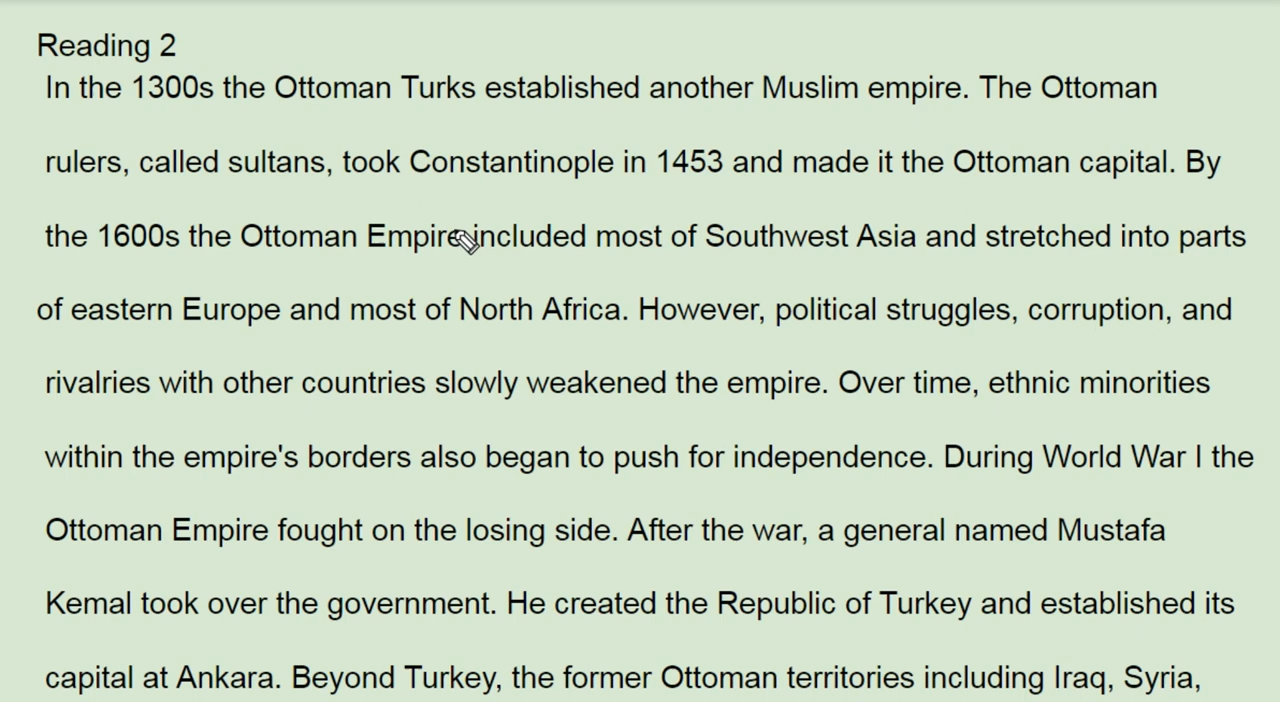 Reading 2
In the 1300s the Ottoman Turks established another Muslim empire. The Ottoman
rulers, called sultans, took Constantinople in 1453 and made it the Ottoman capital. By
the 1600s the Ottoman Empire included most of Southwest Asia and stretched into parts
of eastern Europe and most of North Africa. However, political struggles, corruption, and
rivalries with other countries slowly weakened the empire. Over time, ethnic minorities
within the empire's borders also began to push for independence. During World War I the
Ottoman Empire fought on the losing side. After the war, a general named Mustafa
Kemal took over the government. He created the Republic of Turkey and established its
capital at Ankara. Beyond Turkey, the former Ottoman territories including Iraq, Syria,